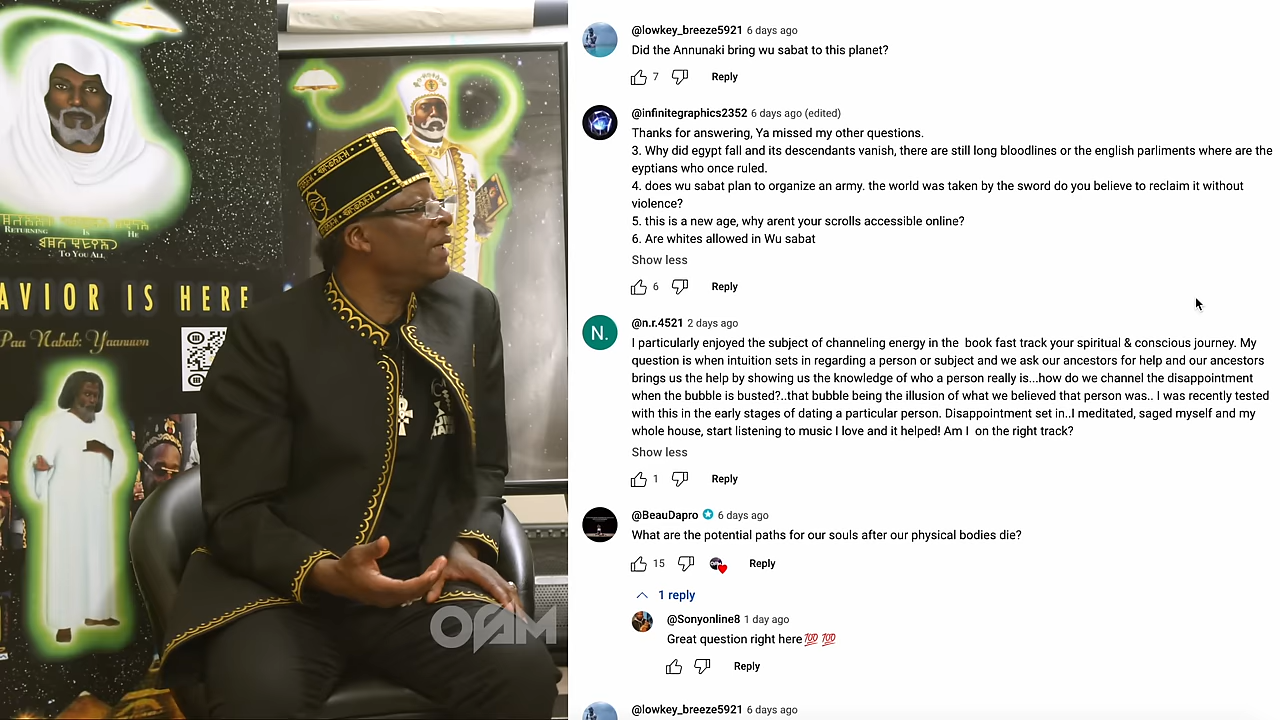 Returning Is He
To You All
AVIOR IS HERE
Paa Nabab: Yaanuwn
OAM
@lowkey_breeze5921 6 days ago
Did the Annunaki bring wu sabat to this planet?
7 Reply
@infinitegraphics2352 6 days ago (edited)
Thanks for answering, Ya missed my other questions.
3. Why did egypt fall and its descendants vanish, there are still long bloodlines or the english parliments where are the
eyptians who once ruled.
4. does wu sabat plan to organize an army. the world was taken by the sword do you believe to reclaim it without
violence?
5. this is a new age, why arent your scrolls accessible online?
6. Are whites allowed in Wu sabat
Show less
6 Reply
N.
@n.r.4521 2 days ago
I particularly enjoyed the subject of channeling energy in the book fast track your spiritual & conscious journey. My
question is when intuition sets in regarding a person or subject and we ask our ancestors for help and our ancestors
brings us the help by showing us the knowledge of who a person really is...how do we channel the disappointment
when the bubble is busted?..that bubble being the illusion of what we believed that person was.. I was recently tested
with this in the early stages of dating a particular person. Disappointment set in..I meditated, saged myself and my
whole house, start listening to music I love and it helped! Am I on the right track?
Show less
1 Reply
@BeauDapro 6 days ago
What are the potential paths for our souls after our physical bodies die?
15 Reply
1 reply
@Sonyonline8 1 day ago
Great question right here💯 💯
Reply
@lowkey_breeze5921 6 days ago